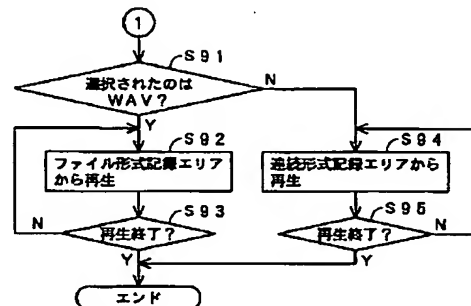 1
S91
選択されたのは
WAV?
N
Y
S92
ファイル形式記録エリア
から再生
S94
連続形式記録エリアから
再生
S93
再生終了?
N
Y
S95
再生終了?
N
Y
エンド